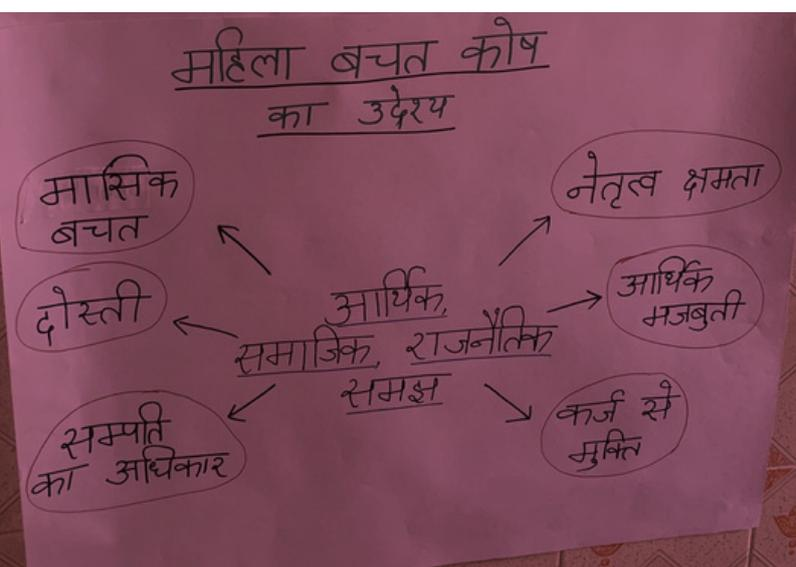 महिला बचत कोष
का उदेश्य
मासिक
बचत
नेतृत्व क्षमता
दोस्ती
आर्थिक
मजबुती
आर्थिक,
समाजिक, राजनैतिक
समझ
सम्पति
का अधिकार
कर्ज से
मुक्ति